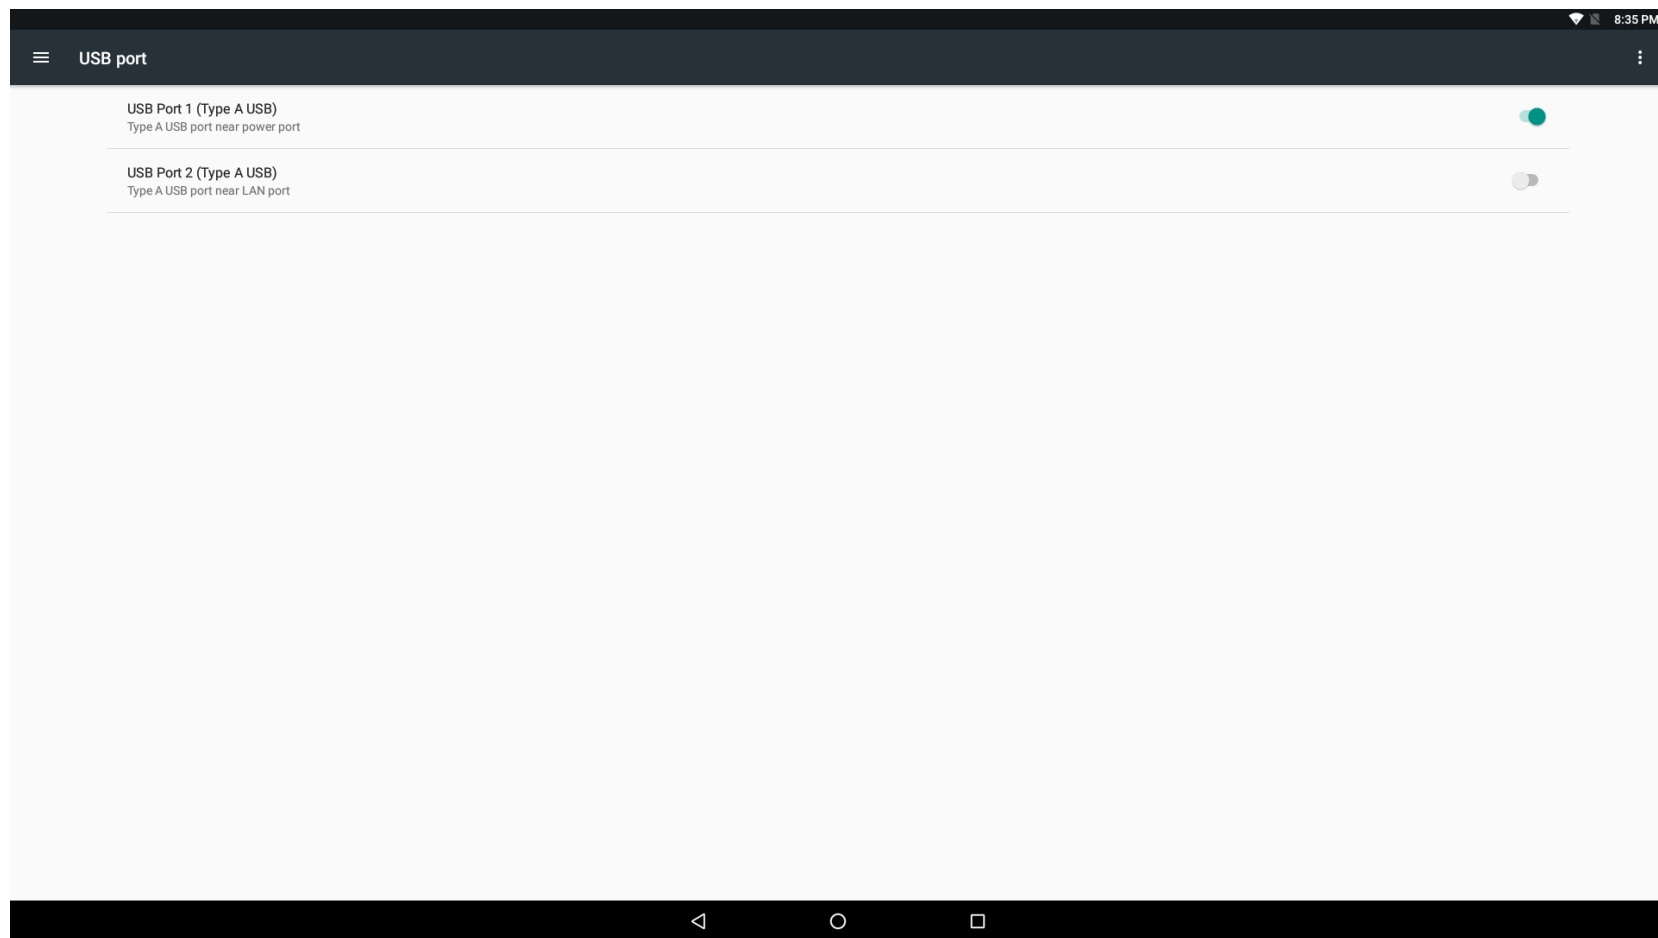 8:35 PM
USB port
USB Port 1 (Type A USB)
Type A USB port near power port
USB Port 2 (Type A USB)
Type A USB port near LAN port